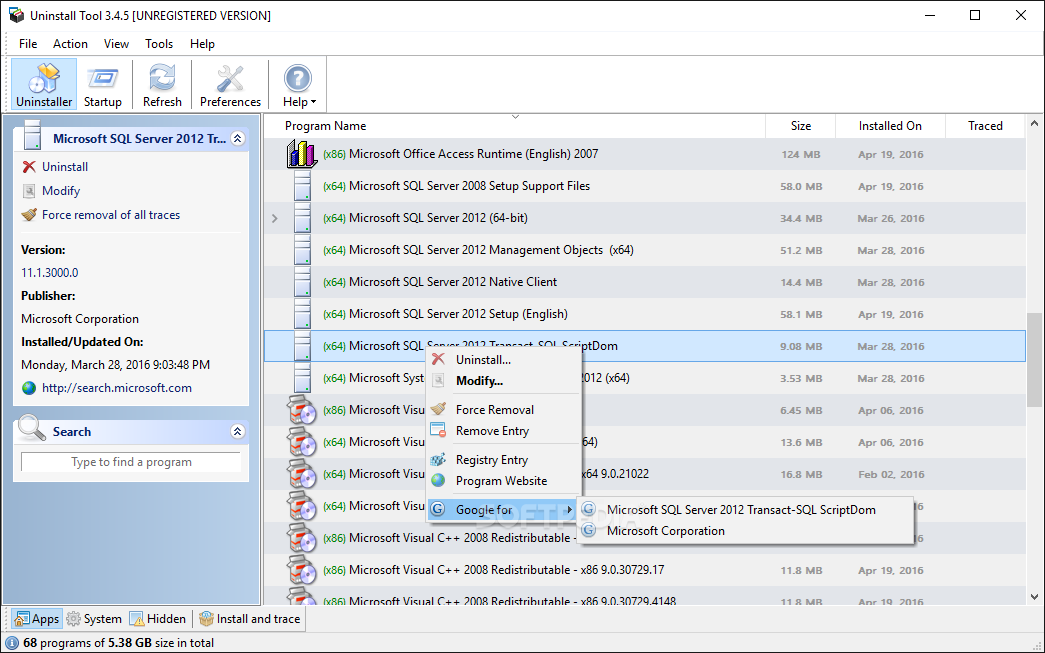 Uninstall Tool 3.4.5 [UNREGISTERED VERSION]
File Action View Tools Help
Uninstaller Startup Refresh Preferences Help
Microsoft SQL Server 2012 Tr...
Uninstall
Modify
Force removal of all traces
Version:
11.1.3000.0
Publisher:
Microsoft Corporation
Installed/Updated On:
Monday, March 28, 2016 9:03:48 PM
http://search.microsoft.com
Search
Type to find a program
Program Name Size Installed On Traced
(x86) Microsoft Office Access Runtime (English) 2007 124 MB Apr 19, 2016
(x64) Microsoft SQL Server 2008 Setup Support Files 58.0 MB Apr 19, 2016
(x64) Microsoft SQL Server 2012 (64-bit) 34.4 MB Mar 26, 2016
(x64) Microsoft SQL Server 2012 Management Objects (x64) 51.2 MB Mar 28, 2016
(x64) Microsoft SQL Server 2012 Native Client 14.4 MB Mar 28, 2016
(x64) Microsoft SQL Server 2012 Setup (English) 58.1 MB Apr 19, 2016
(x64) Microsoft SQL Server 2012 Transact-SQL ScriptDom 9.08 MB Mar 28, 2016
(x64) Microsoft Syst 2012 (x64) 3.53 MB Mar 28, 2016
(x86) Microsoft Visu 6.45 MB Apr 06, 2016
(x64) Microsoft Visu 64) 13.6 MB Apr 06, 2016
(x64) Microsoft Visu x64 9.0.21022 16.8 MB Feb 02, 2016
(x64) Microsoft Visu
(x86) Microsoft Visual C++ 2008 Redistributable -
(x86) Microsoft Visual C++ 2008 Redistributable - x86 9.0.30729.17 11.8 MB Apr 19, 2016
(x86) Microsoft Visual C++ 2008 Redistributable - x86 9.0.30729.4148 11.8 MB Apr 19, 2016
Uninstall...
Modify...
Force Removal
Remove Entry
Registry Entry
Program Website
Google for
Microsoft SQL Server 2012 Transact-SQL ScriptDom
Microsoft Corporation
SOFTPEDIA
Apps System Hidden Install and trace
68 programs of 5.38 GB size in total